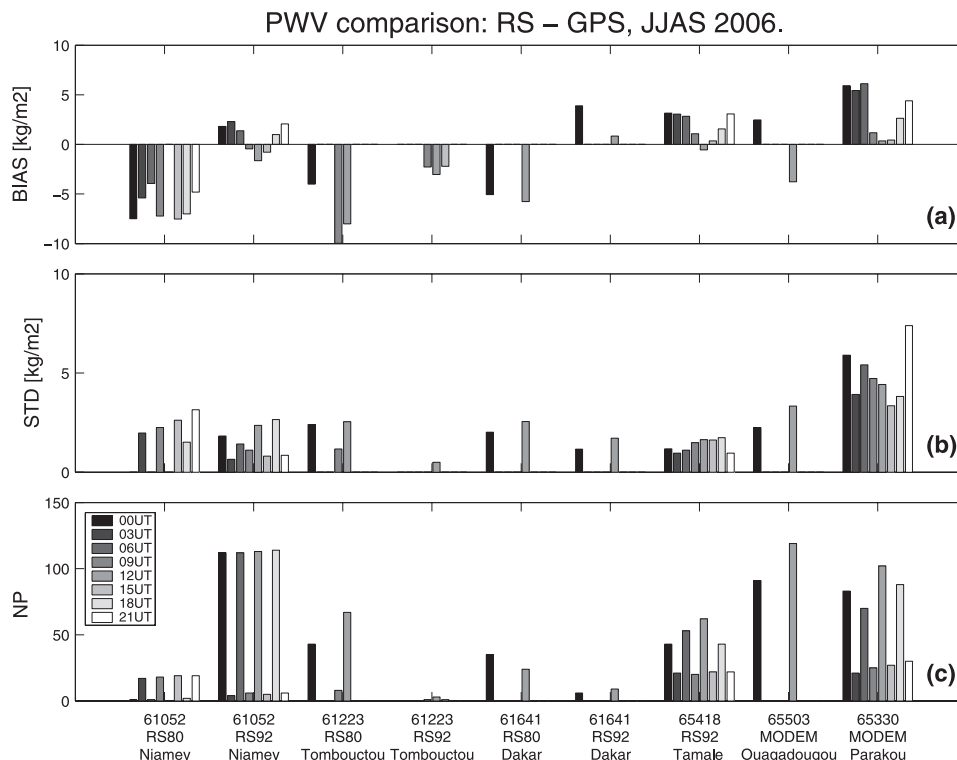 PWV comparison: RS – GPS, JJAS 2006.
10
5
0
−5
−10
BIAS [kg/m2]
(a)
10
5
0
STD [kg/m2]
(b)
150
100
50
0
NP
00UT
03UT
06UT
09UT
12UT
15UT
18UT
21UT
(c)
61052 61052 61223 61223 61641 61641 65418 65503 65330
RS80 RS92 RS80 RS92 RS80 RS92 RS92 MODEM MODEM
Niamey Niamey Tombouctou Tombouctou Dakar Dakar Tamale Ouagadougou Parakou